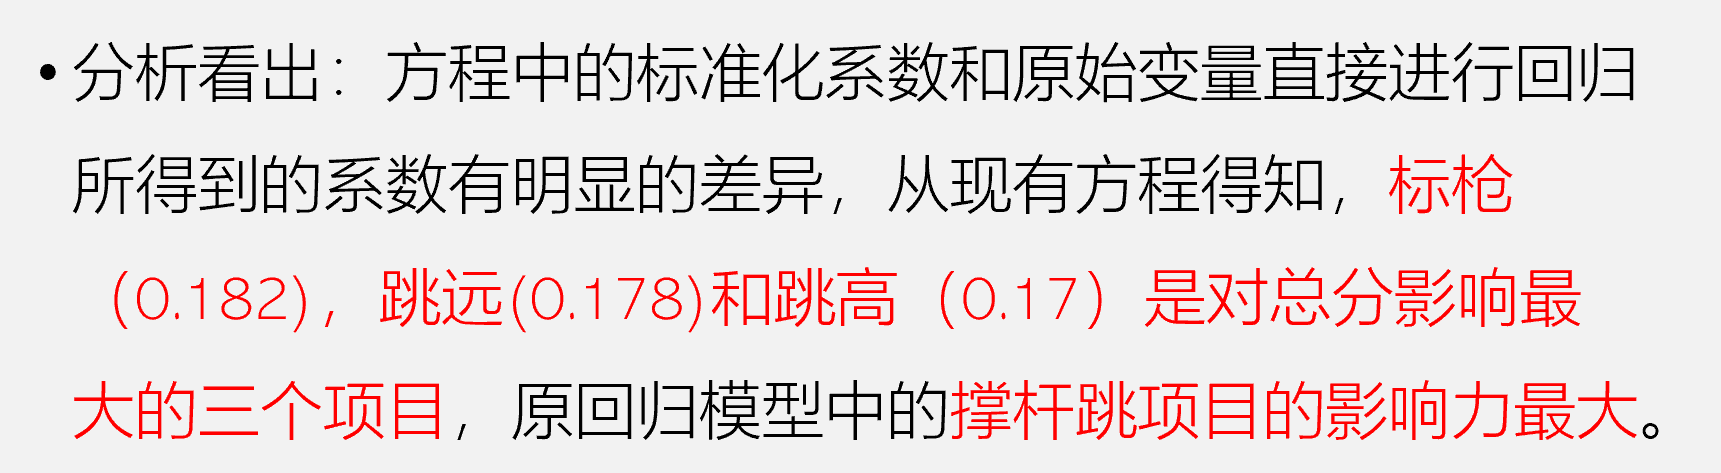 • 分析看出：方程中的标准化系数和原始变量直接进行回归
所得到的系数有明显的差异，从现有方程得知，标枪
（0.182)，跳远(0.178)和跳高（0.17）是对总分影响最
大的三个项目，原回归模型中的撑杆跳项目的影响力最大。